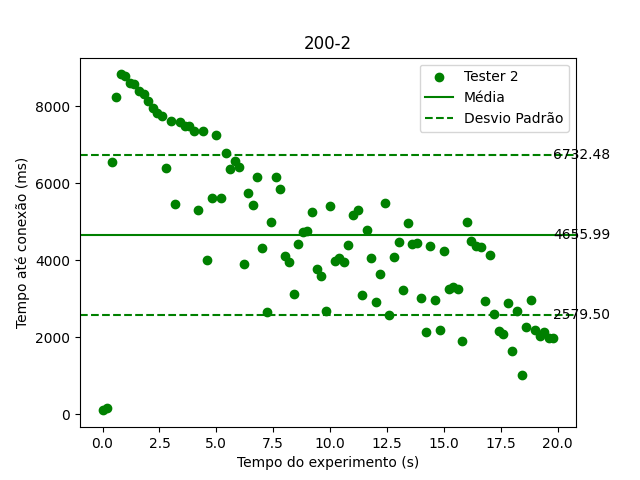 200-2
Tester 2
Média
Desvio Padrão
Tempo até conexão (ms)
8000
6000
4000
2000
0
6732.48
4655.99
2579.50
0.0 2.5 5.0 7.5 10.0 12.5 15.0 17.5 20.0
Tempo do experimento (s)